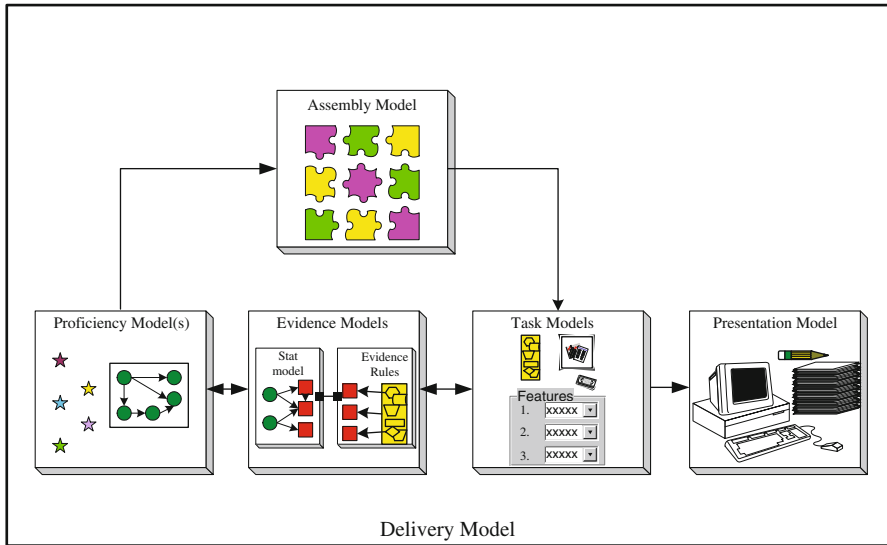 Assembly Model
Proficiency Model(s)
Evidence Models
Stat
model
Evidence
Rules
Task Models
Features
1. xxxxx
2. xxxxx
3. xxxxx
Presentation Model
Delivery Model